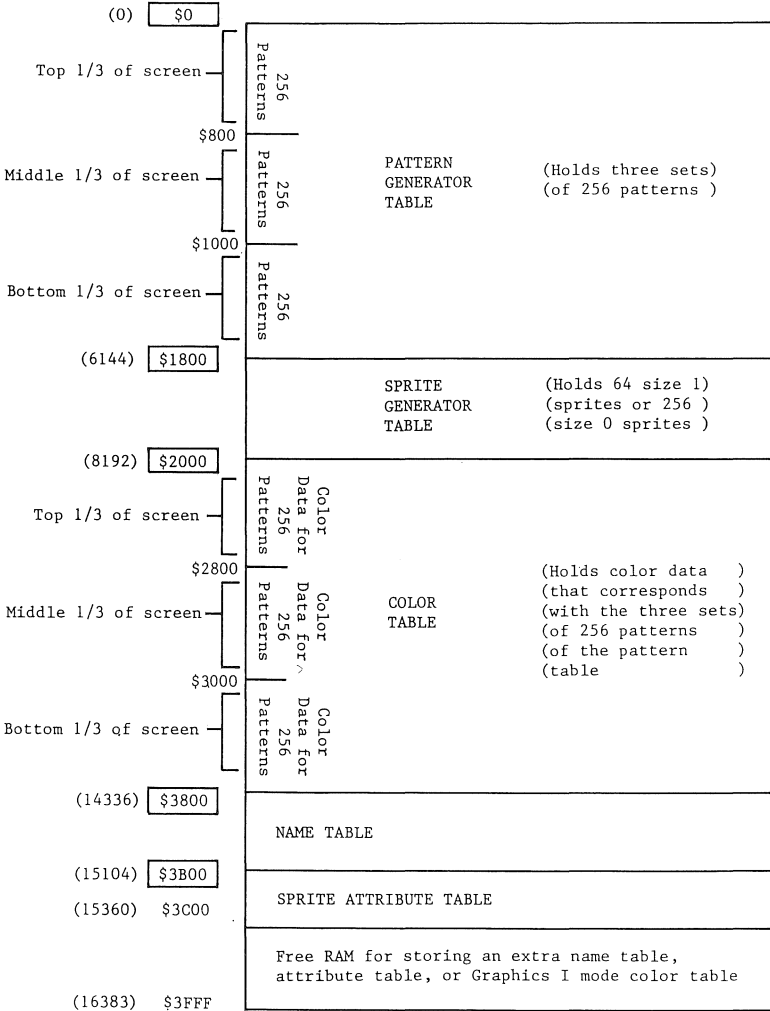 (0) $0
Top 1/3 of screen
256
Patterns
$800
Middle 1/3 of screen
256
Patterns
PATTERN
GENERATOR
TABLE
(Holds three sets)
(of 256 patterns )
$1000
Bottom 1/3 of screen
256
Patterns
(6144) $1800
SPRITE
GENERATOR
TABLE
(Holds 64 size 1)
(sprites or 256 )
(size 0 sprites )
(8192) $2000
Top 1/3 of screen
Color
Data for
256
Patterns
$2800
Middle 1/3 of screen
Color
Data for
256
Patterns
COLOR
TABLE
(Holds color data )
(that corresponds )
(with the three sets)
(of 256 patterns )
(of the pattern )
(table )
$3000
Bottom 1/3 of screen
Color
Data for
256
Patterns
(14336) $3800
NAME TABLE
(15104) $3B00
SPRITE ATTRIBUTE TABLE
(15360) $3C00
Free RAM for storing an extra name table,
attribute table, or Graphics I mode color table
(16383) $3FFF